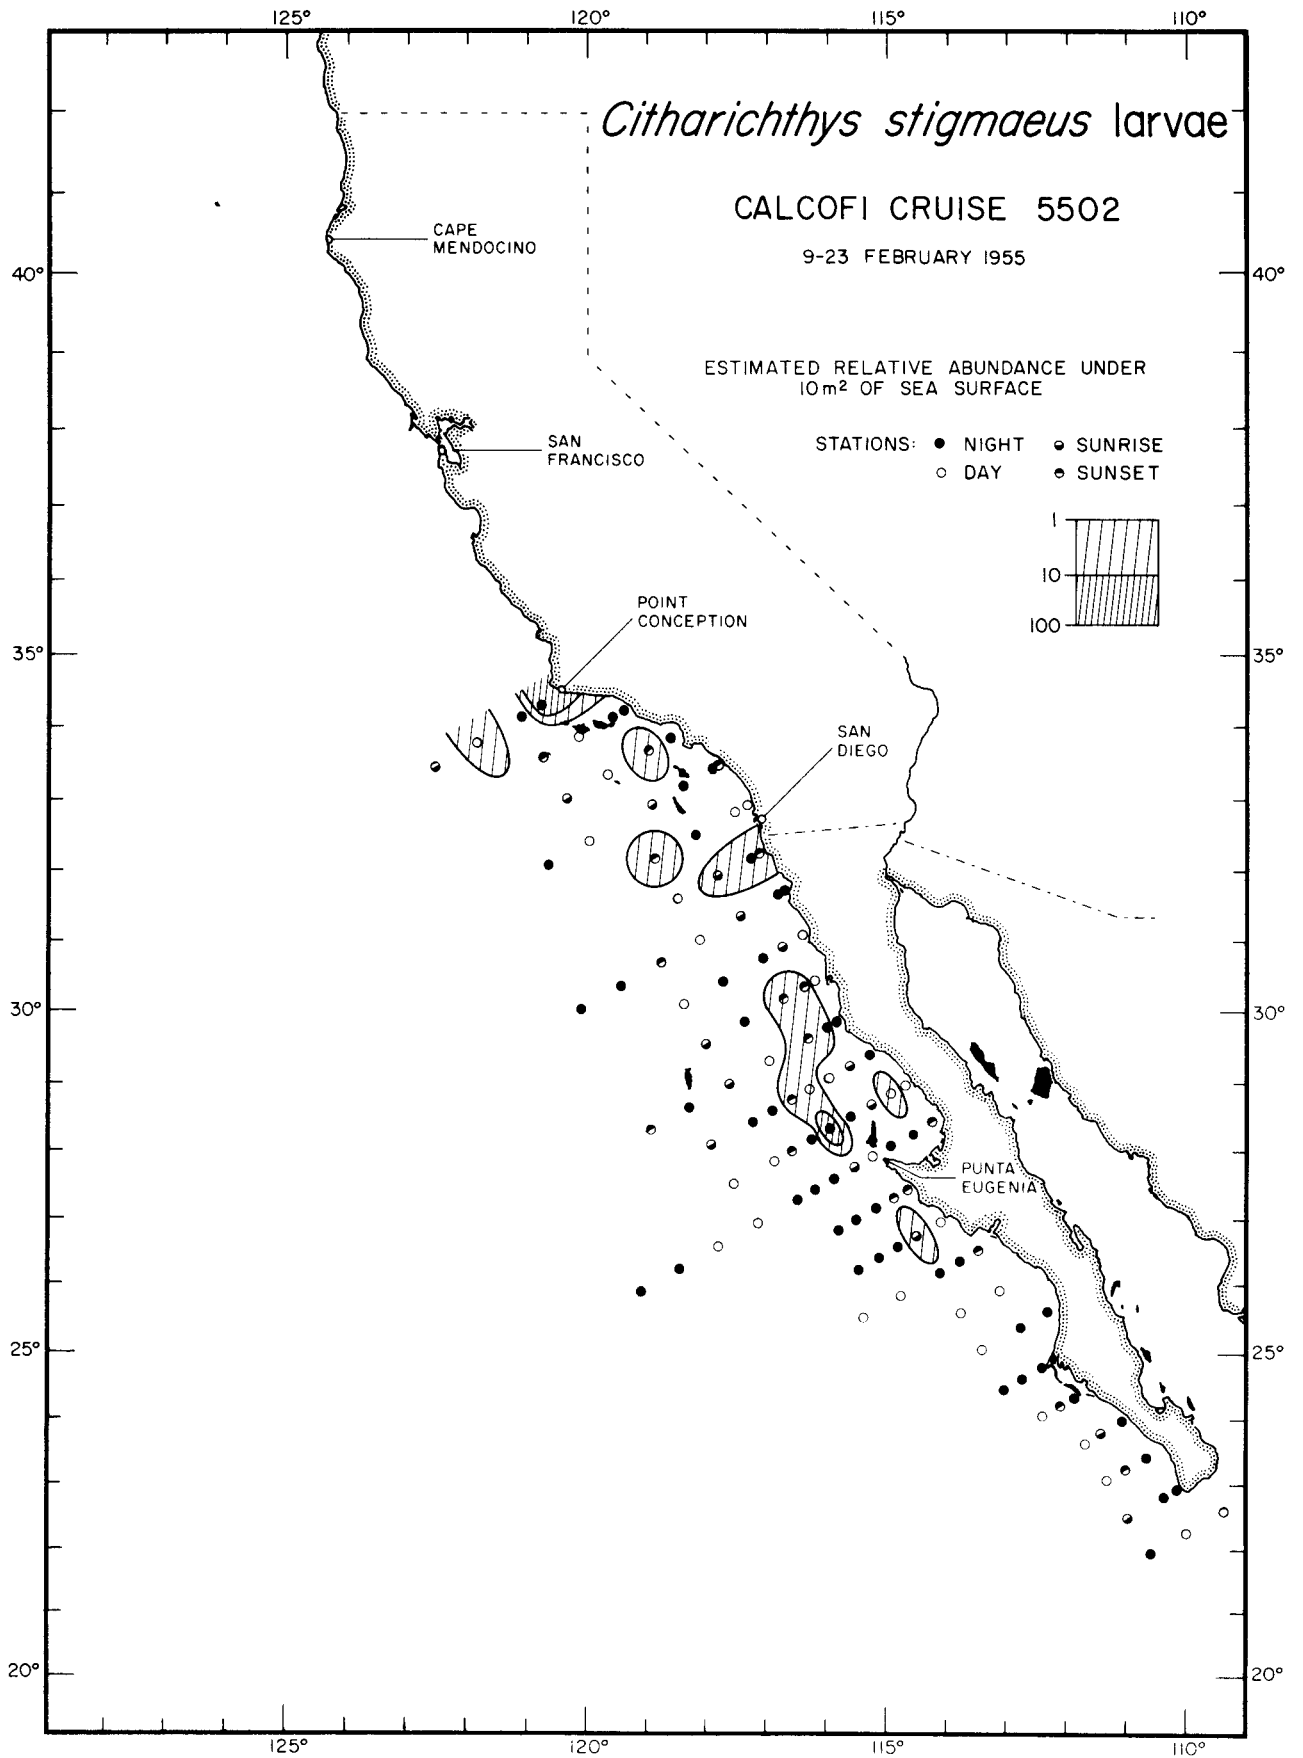 125° 120° 115° 110°
Citharichthys stigmaeus larvae
CALCOFI CRUISE 5502
9-23 FEBRUARY 1955
CAPE
MENDOCINO
40° 40°
ESTIMATED RELATIVE ABUNDANCE UNDER
10m² OF SEA SURFACE
STATIONS: ● NIGHT ◒ SUNRISE
○ DAY ◓ SUNSET
SAN
FRANCISCO
1
10
100
POINT
CONCEPTION
35° 35°
SAN
DIEGO
30° 30°
PUNTA
EUGENIA
25° 25°
20° 20°
125° 120° 115° 110°